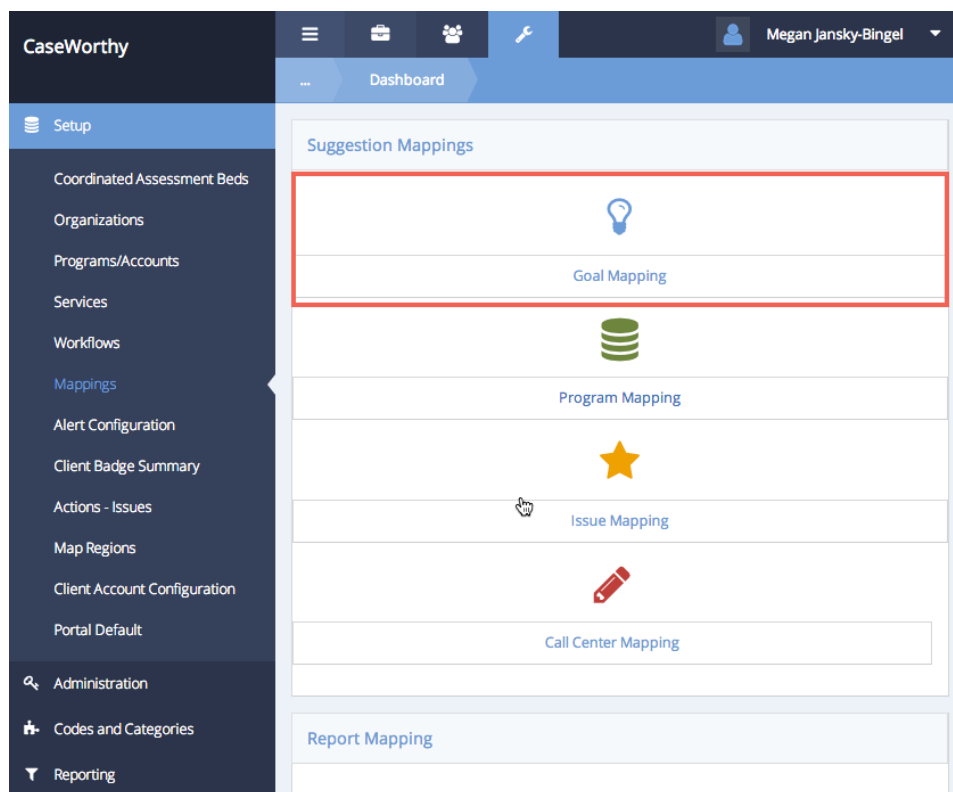 CaseWorthy
Megan Jansky-Bingel
... Dashboard
Setup
Coordinated Assessment Beds
Organizations
Programs/Accounts
Services
Workflows
Mappings
Alert Configuration
Client Badge Summary
Actions - Issues
Map Regions
Client Account Configuration
Portal Default
Administration
Codes and Categories
Reporting
Suggestion Mappings
Goal Mapping
Program Mapping
Issue Mapping
Call Center Mapping
Report Mapping